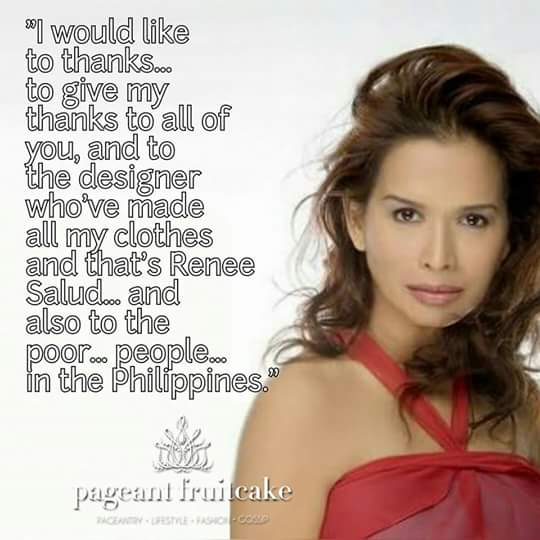 "I would like
to thanks...
to give my
thanks to all of
you, and to
the designer
who've made
all my clothes
and that's Renee
Salud... and
also to the
poor... people...
in the Philippines."
pageant fruitcake
PAGEANTRY • LIFESTYLE • FASHION • GOSSIP